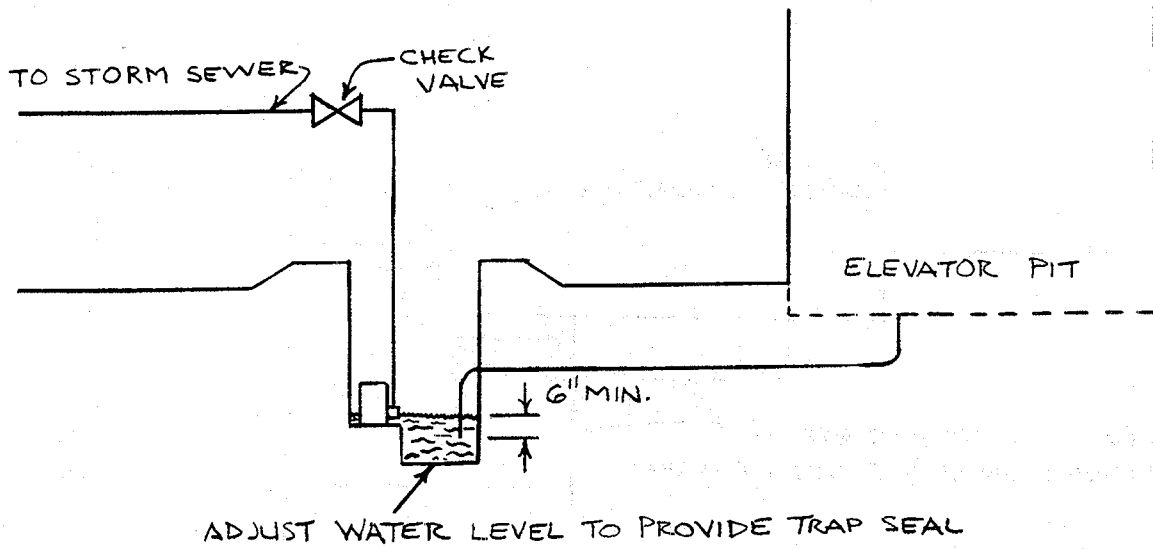 TO STORM SEWER
CHECK
VALVE
ELEVATOR PIT
6" MIN.
ADJUST WATER LEVEL TO PROVIDE TRAP SEAL